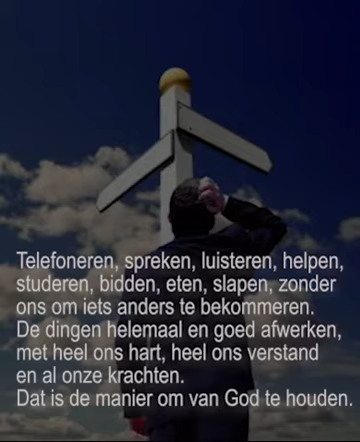 Telefoneren, spreken, luisteren, helpen,
studeren, bidden, eten, slapen, zonder
ons om iets anders te bekommeren.
De dingen helemaal en goed afwerken,
met heel ons hart, heel ons verstand
en al onze krachten.
Dat is de manier om van God te houden.